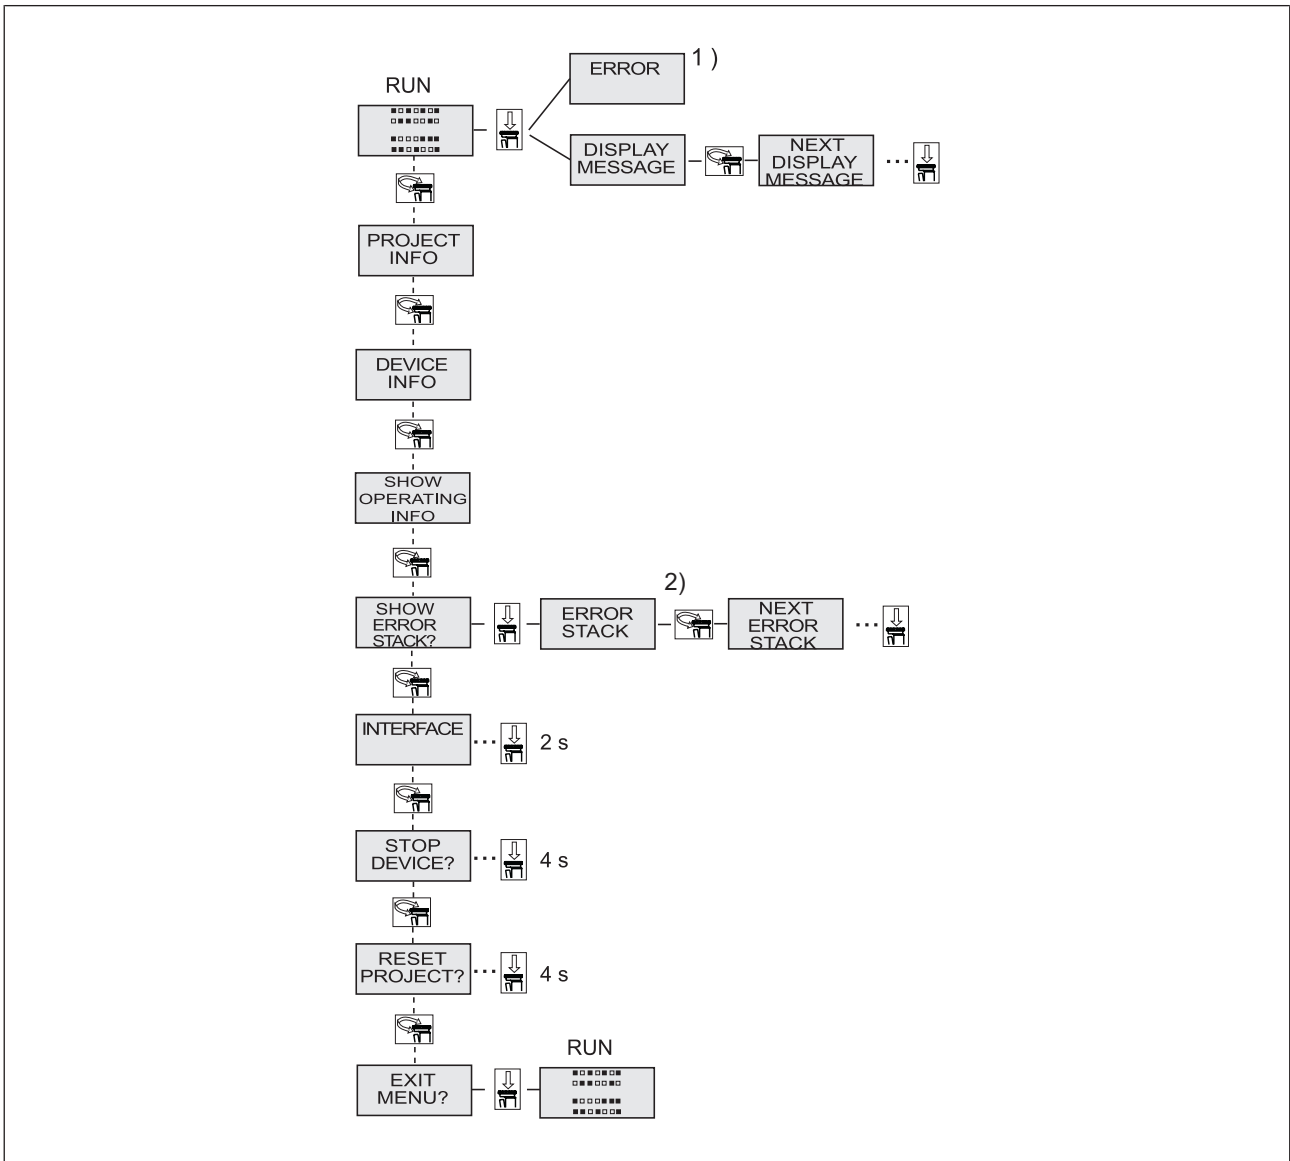 RUN
ERROR
1 )
DISPLAY
MESSAGE
NEXT
DISPLAY
MESSAGE
PROJECT
INFO
DEVICE
INFO
SHOW
OPERATING
INFO
SHOW
ERROR
STACK?
ERROR
STACK
2)
NEXT
ERROR
STACK
INTERFACE
2 s
STOP
DEVICE?
4 s
RESET
PROJECT?
4 s
EXIT
MENU?
RUN